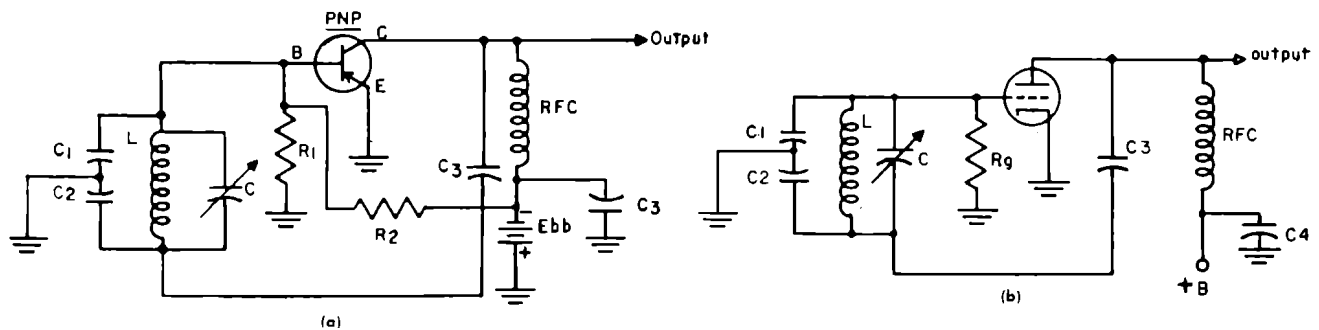 PNP
C
Output
B
E
RFC
C1
L
R1
C2
C
C3
R2
-
Ebb
+
C3
(a)
output
C1
L
C
C2
Rg
C3
RFC
C4
+B
(b)